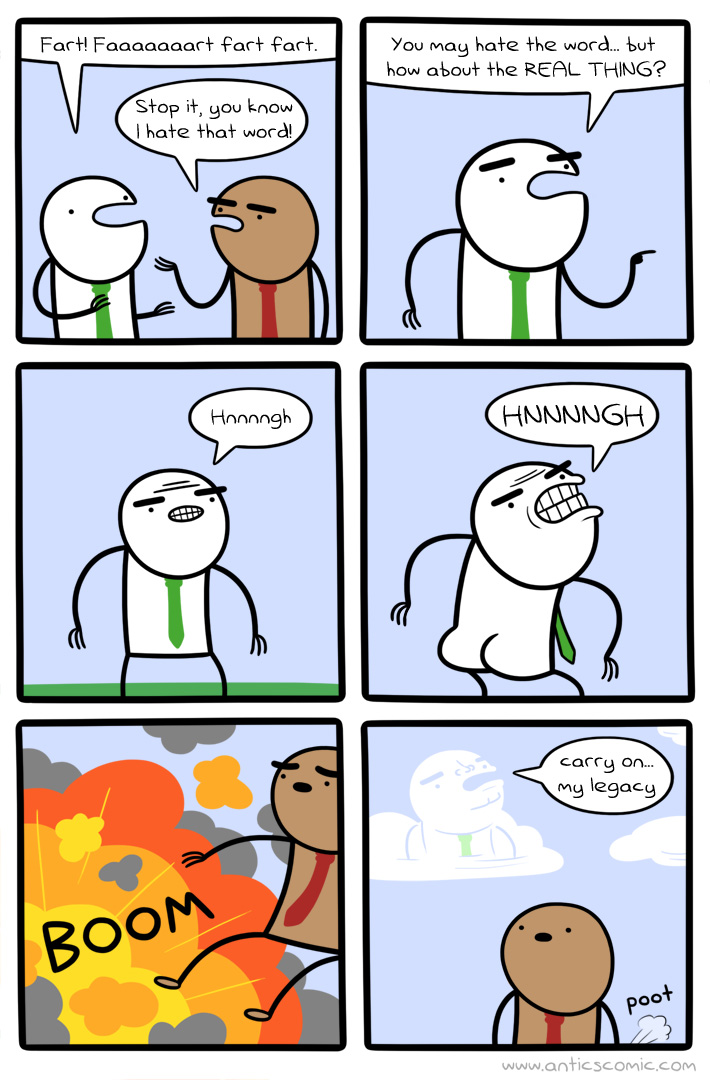 Fart! Faaaaaaart fart fart.
Stop it, you know
I hate that word!
You may hate the word... but
how about the REAL THING?
Hnnnngh
HNNNNGH
BOOM
carry on...
my legacy
poot
www.anticscomic.com